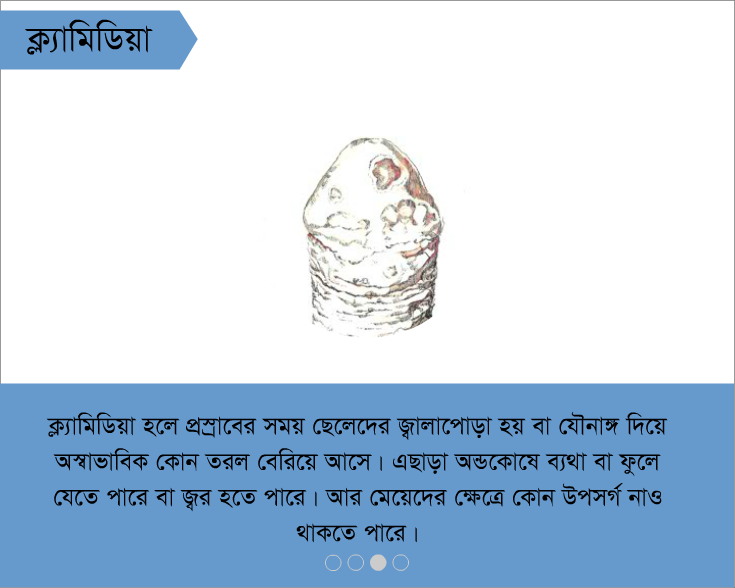 ক্ল্যামিডিয়া
ক্ল্যামিডিয়া হলে প্রস্রাবের সময় ছেলেদের জ্বালাপোড়া হয় বা যৌনাঙ্গ দিয়ে
অস্বাভাবিক কোন তরল বেরিয়ে আসে। এছাড়া অন্ডকোষে ব্যথা বা ফুলে
যেতে পারে বা জ্বর হতে পারে। আর মেয়েদের ক্ষেত্রে কোন উপসর্গ নাও
থাকতে পারে।